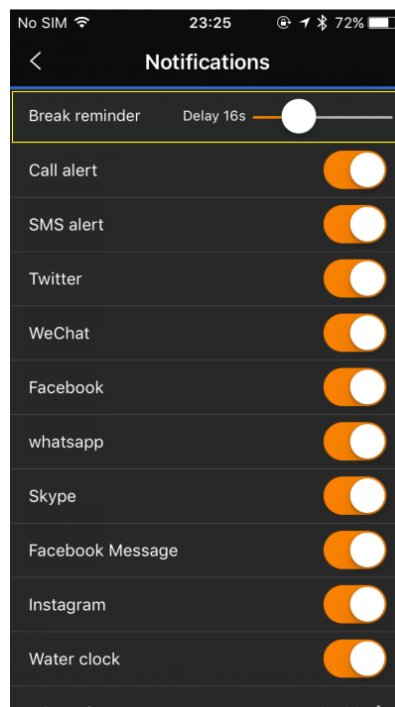 No SIM 23:25 72%
Notifications
Break reminder Delay 16s
Call alert
SMS alert
Twitter
WeChat
Facebook
whatsapp
Skype
Facebook Message
Instagram
Water clock